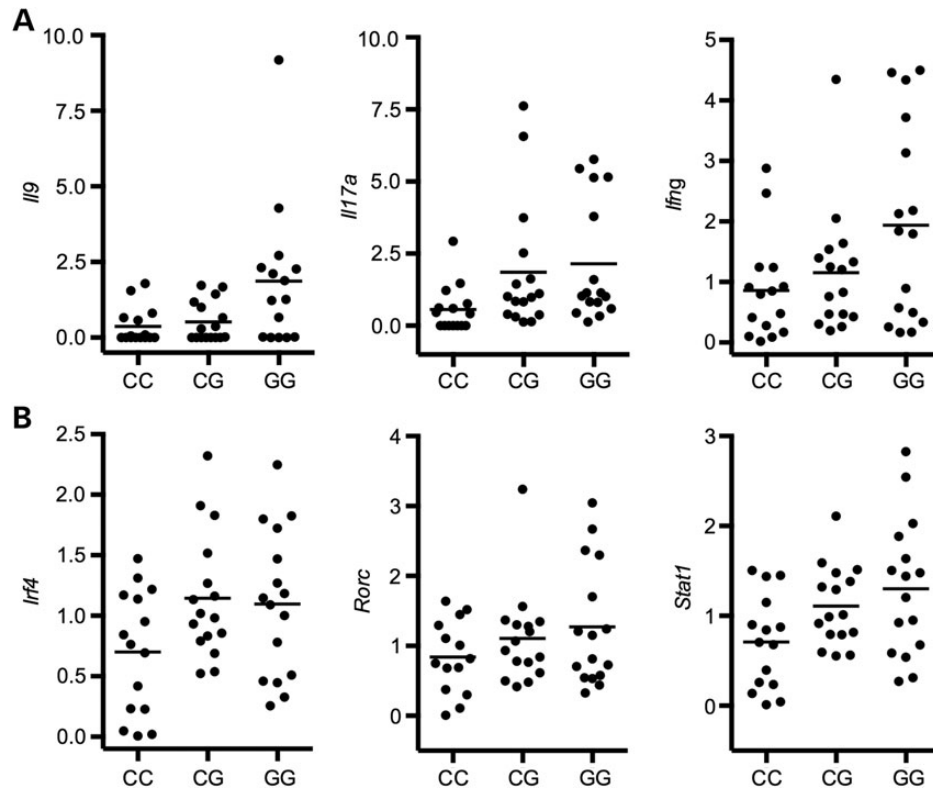 A
Il9
10.0
7.5
5.0
2.5
0.0
CC CG GG
Il17a
10.0
7.5
5.0
2.5
0.0
CC CG GG
Ifng
5
4
3
2
1
0
CC CG GG
B
Irf4
2.5
2.0
1.5
1.0
0.5
0.0
CC CG GG
Rorc
4
3
2
1
0
CC CG GG
Stat1
3
2
1
0
CC CG GG